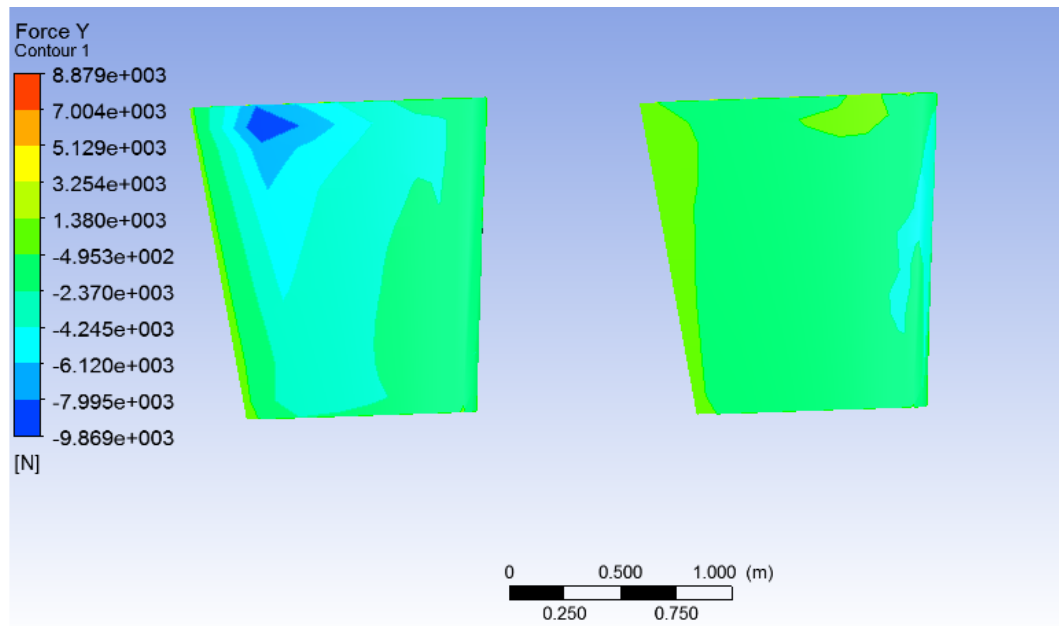 Force Y
Contour 1
8.879e+003
7.004e+003
5.129e+003
3.254e+003
1.380e+003
-4.953e+002
-2.370e+003
-4.245e+003
-6.120e+003
-7.995e+003
-9.869e+003
[N]
0 0.500 1.000 (m)
0.250 0.750